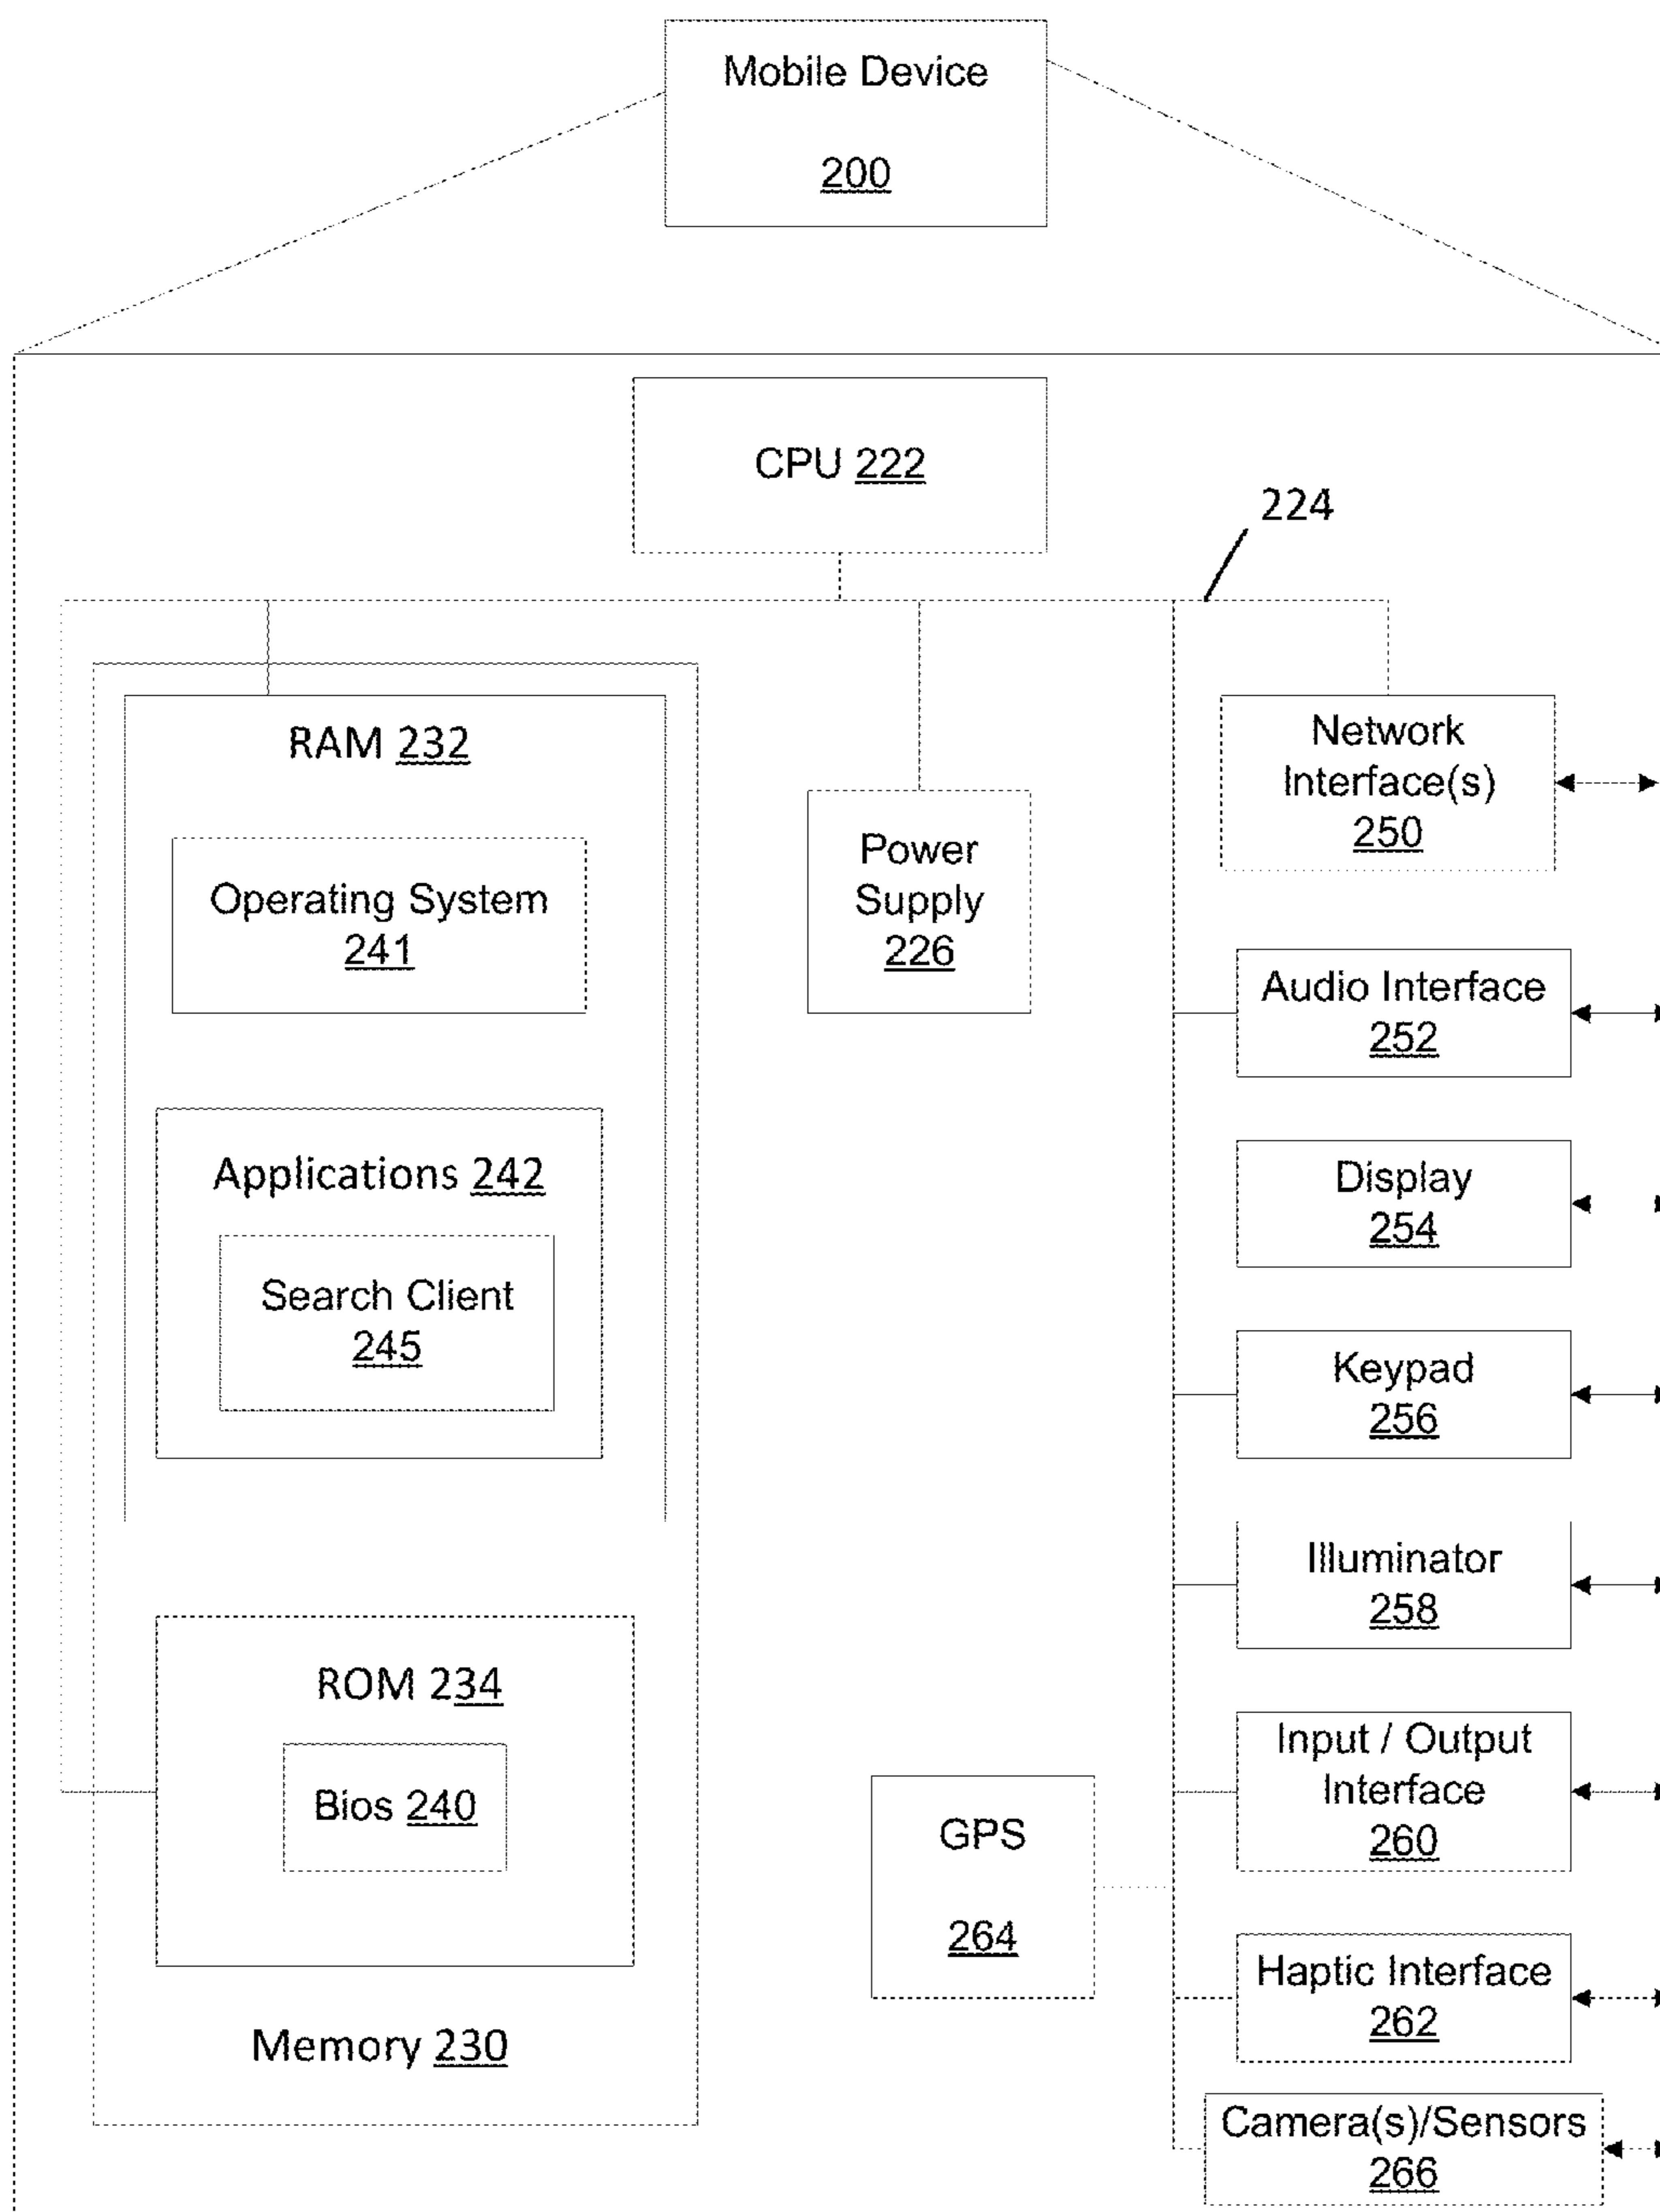 Mobile Device
200
CPU 222
224
RAM 232
Operating System
241
Applications 242
Search Client
245
ROM 234
Bios 240
Memory 230
Power
Supply
226
GPS
264
Network
Interface(s)
250
Audio Interface
252
Display
254
Keypad
256
Illuminator
258
Input / Output
Interface
260
Haptic Interface
262
Camera(s)/Sensors
266